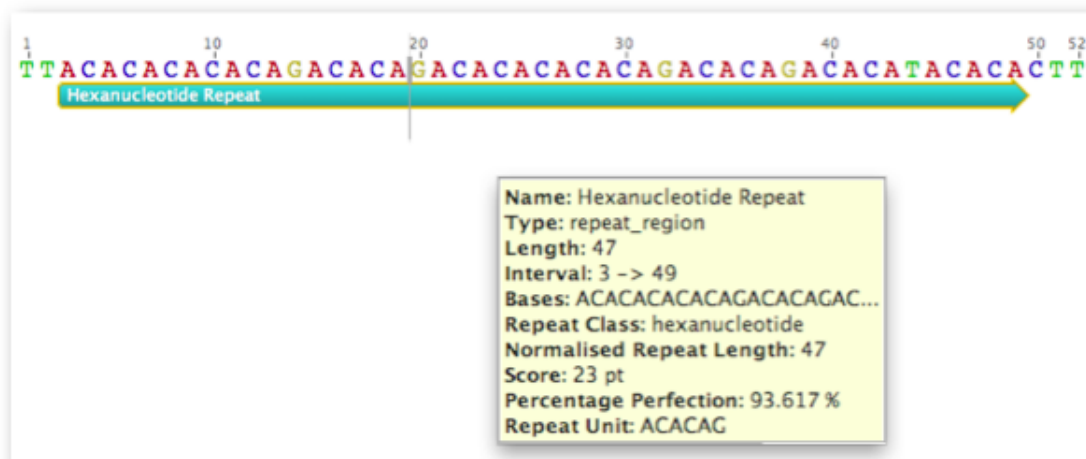 1 10 20 30 40 50 52
TTACACACACACAGACACAGACACACACACAGACACAGACACATACACACTT
Hexanucleotide Repeat
Name: Hexanucleotide Repeat
Type: repeat_region
Length: 47
Interval: 3 -> 49
Bases: ACACACACACAGACACAGAC...
Repeat Class: hexanucleotide
Normalised Repeat Length: 47
Score: 23 pt
Percentage Perfection: 93.617 %
Repeat Unit: ACACAG